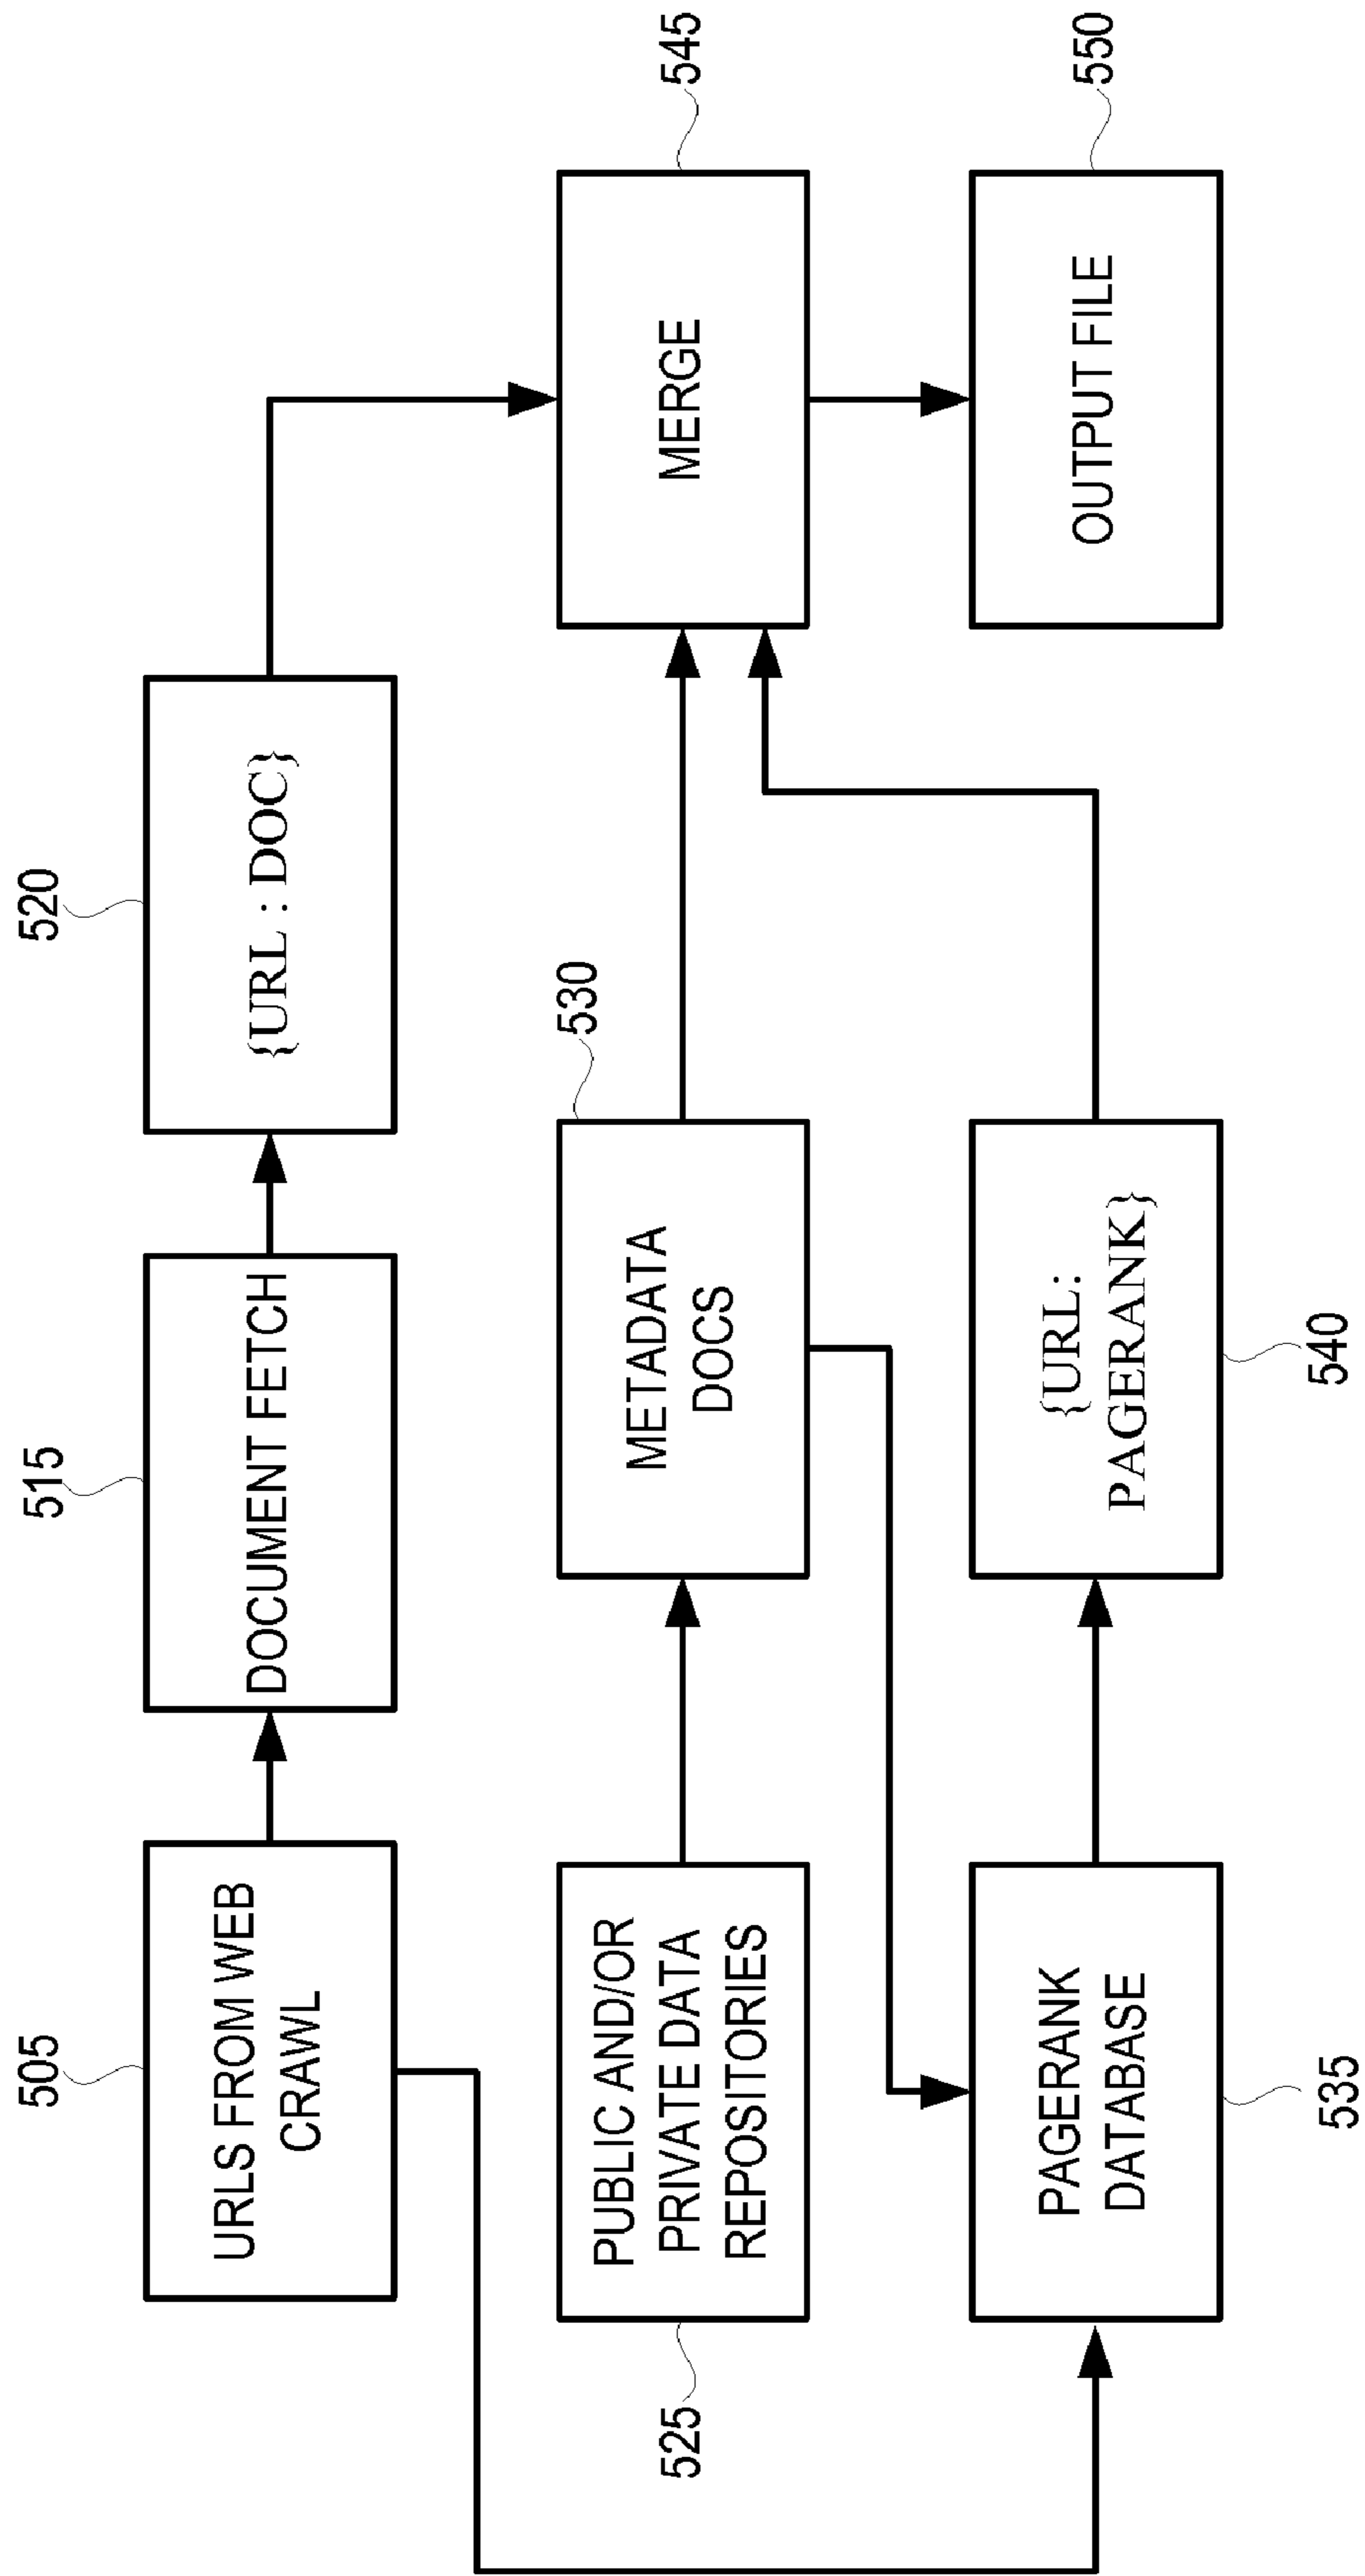 505
URLS FROM WEB
CRAWL
515
DOCUMENT FETCH
520
{URL : DOC}
525
PUBLIC AND/OR
PRIVATE DATA
REPOSITORIES
530
METADATA
DOCS
545
MERGE
535
PAGERANK
DATABASE
540
{URL:
PAGERANK}
550
OUTPUT FILE